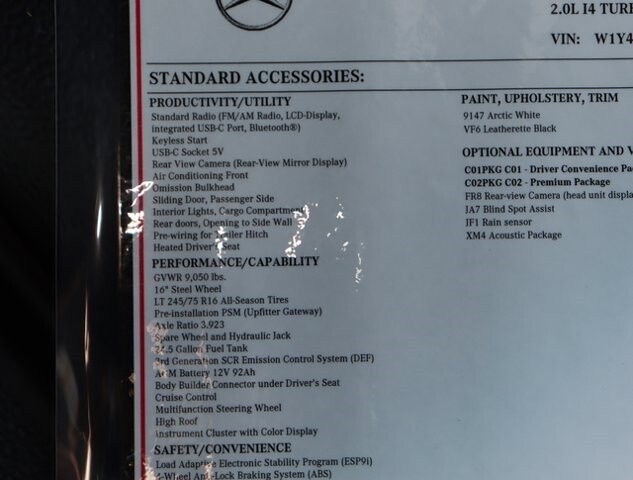 2.0L I4
VIN: W1Y4
STANDARD ACCESSORIES:
PRODUCTIVITY/UTILITY
Standard Radio (FM/AM Radio, LCD-Display,
integrated USB-C Port, Bluetooth®)
Keyless Start
USB-C Socket 5V
Rear View Camera (Rear-View Mirror Display)
Air Conditioning Front
Omission Bulkhead
Sliding Door, Passenger Side
Interior Lights, Cargo Compartment
Rear doors, Opening to Side Wall
Pre-wiring for Trailer Hitch
Heated Driver's Seat
PERFORMANCE/CAPABILITY
GVWR 9,050 lbs.
16" Steel Wheel
LT 245/75 R16 All-Season Tires
Pre-installation PSM (Upfitter Gateway)
Axle Ratio 3.923
Spare Wheel and Hydraulic Jack
24.5 Gallon Fuel Tank
3rd Generation SCR Emission Control System (DEF)
AGM Battery 12V 92Ah
Body Builder Connector under Driver's Seat
Cruise Control
Multifunction Steering Wheel
High Roof
Instrument Cluster with Color Display
SAFETY/CONVENIENCE
Load Adaptive Electronic Stability Program (ESP9i)
4-Wheel Anti-Lock Braking System (ABS)
PAINT, UPHOLSTERY, TRIM
9147 Arctic White
VF6 Leatherette Black
OPTIONAL EQUIPMENT AND
C01PKG C01 - Driver Convenience
C02PKG C02 - Premium Package
FR8 Rear-view Camera (head unit
JA7 Blind Spot Assist
JF1 Rain sensor
XM4 Acoustic Package